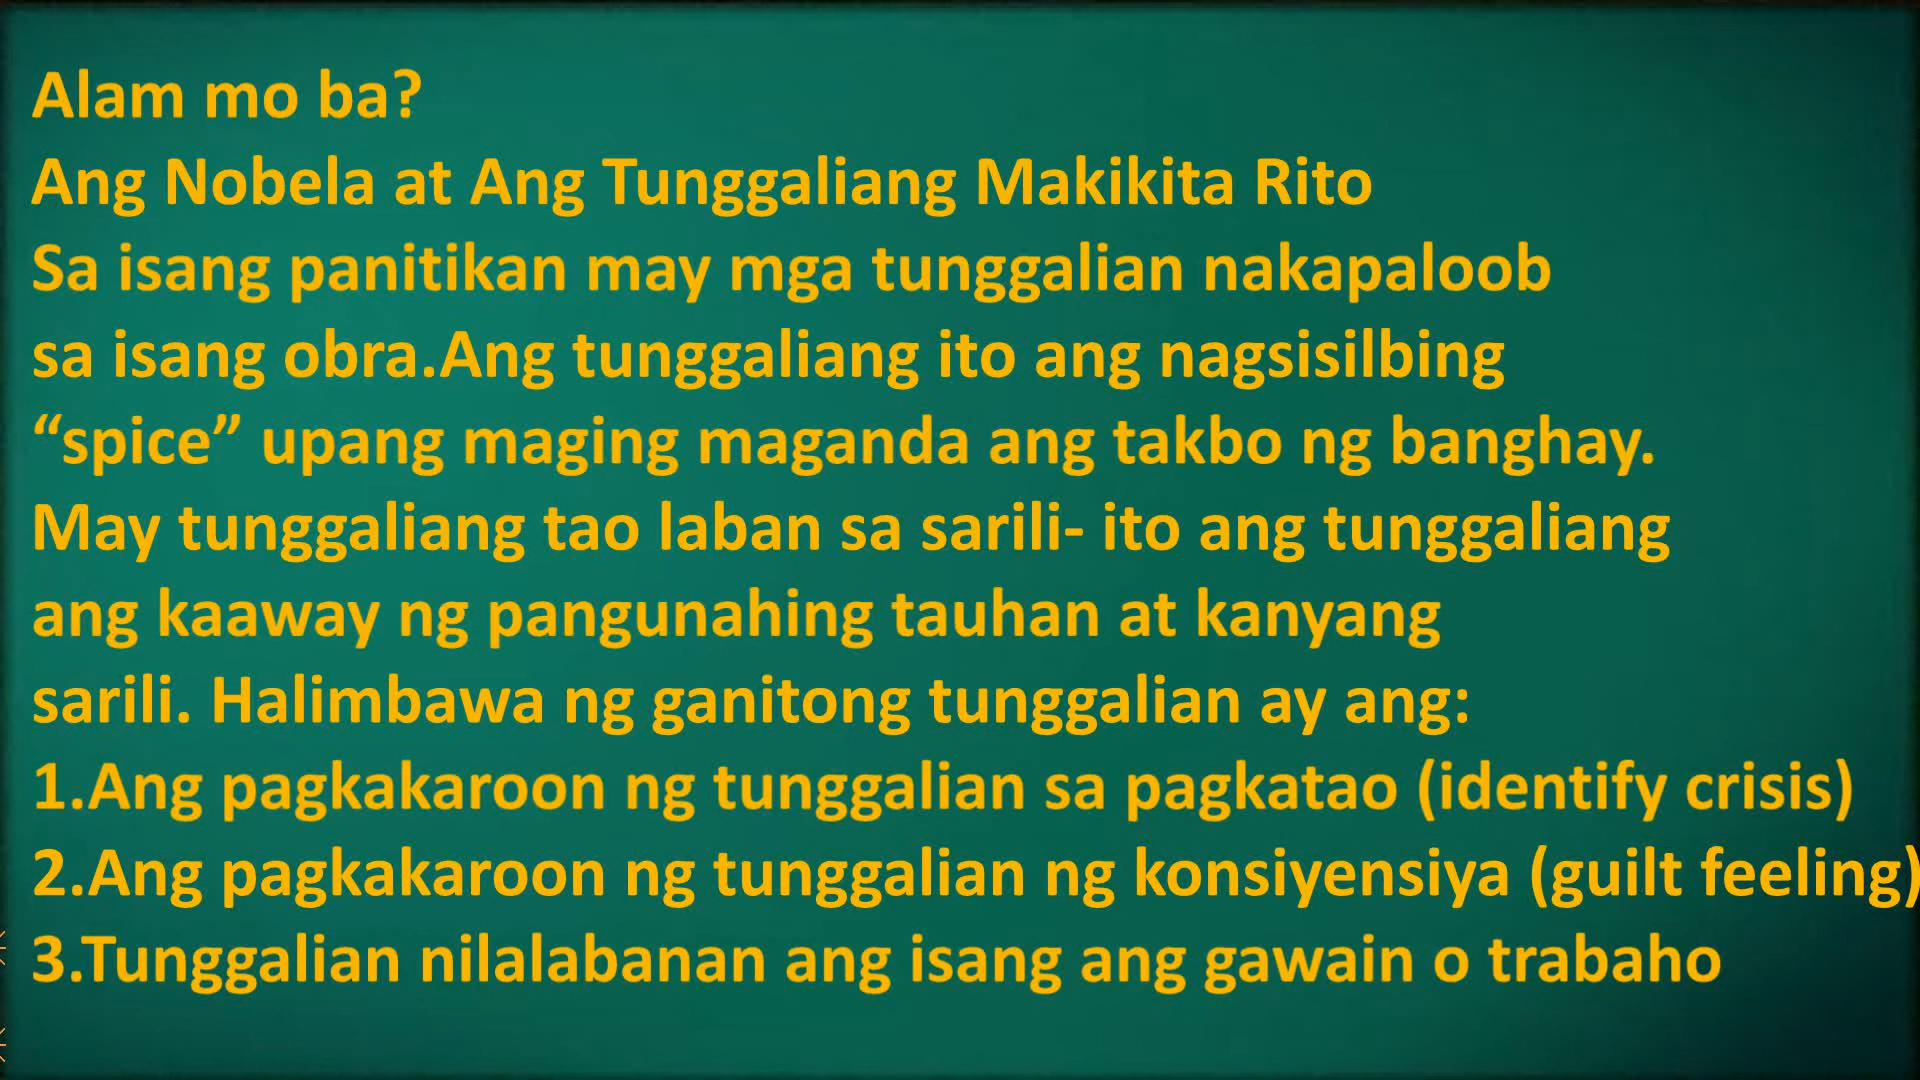 Alam mo ba?
Ang Nobela at Ang Tunggaliang Makikita Rito
Sa isang panitikan may mga tunggalian nakapaloob
sa isang obra.Ang tunggaliang ito ang nagsisilbing
“spice” upang maging maganda ang takbo ng banghay.
May tunggaliang tao laban sa sarili- ito ang tunggaliang
ang kaaway ng pangunahing tauhan at kanyang
sarili. Halimbawa ng ganitong tunggalian ay ang:
1.Ang pagkakaroon ng tunggalian sa pagkatao (identify crisis)
2.Ang pagkakaroon ng tunggalian ng konsiyensiya (guilt feeling)
3.Tunggalian nilalabanan ang isang ang gawain o trabaho